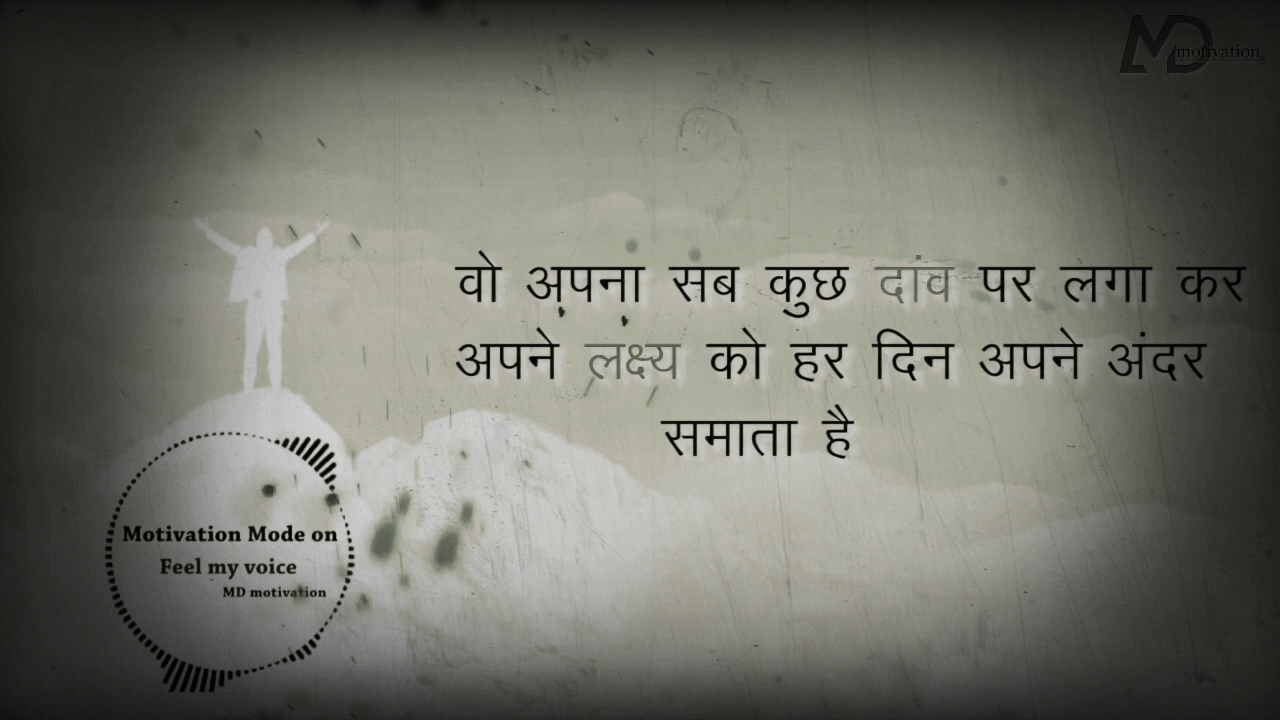 MD motivation
वो अपना सब कुछ दांव पर लगा कर
अपने लक्ष्य को हर दिन अपने अंदर
समाता है
Motivation Mode on
Feel my voice
MD motivation